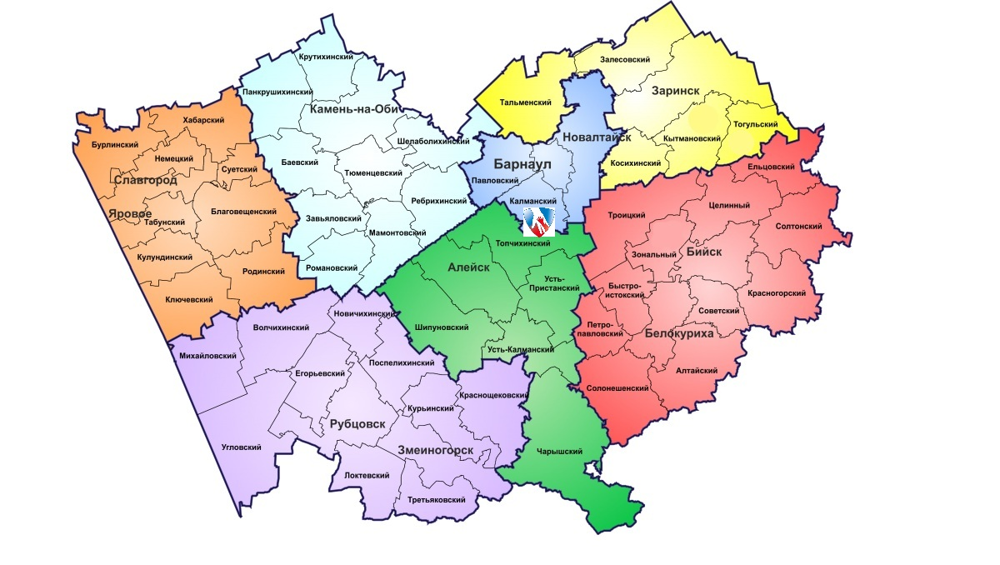 Крутихинский
Залесовский
Панкрушихинский
Заринск
Тальменский
Камень-на-Оби
Хабарский
Тогульский
Новалтайск
Кытмановский
Шелаболихинский
Бурлинский
Немецкий
Баевский
Барнаул
Косихинский
Ельцовский
Суетский
Тюменцевский
Славгород
Павловский
Ребрихинский
Калманский
Целинный
Яровое
Благовещенский
Троицкий
Табунский
Завьяловский
Солтонский
Мамонтовский
Топчихинский
Зональный
Бийск
Кулундинский
Родинский
Романовский
Алейск
Усть-
Пристанский
Быстро-
истокский
Красногорский
Ключевский
Новичихинский
Советский
Волчихинский
Шипуновский
Петро-
павловский
Белокуриха
Усть-Калманский
Михайловский
Поспелихинский
Егорьевский
Алтайский
Солонешенский
Краснощековский
Курьинский
Рубцовск
Угловский
Змеиногорск
Чарышский
Локтевский
Третьяковский